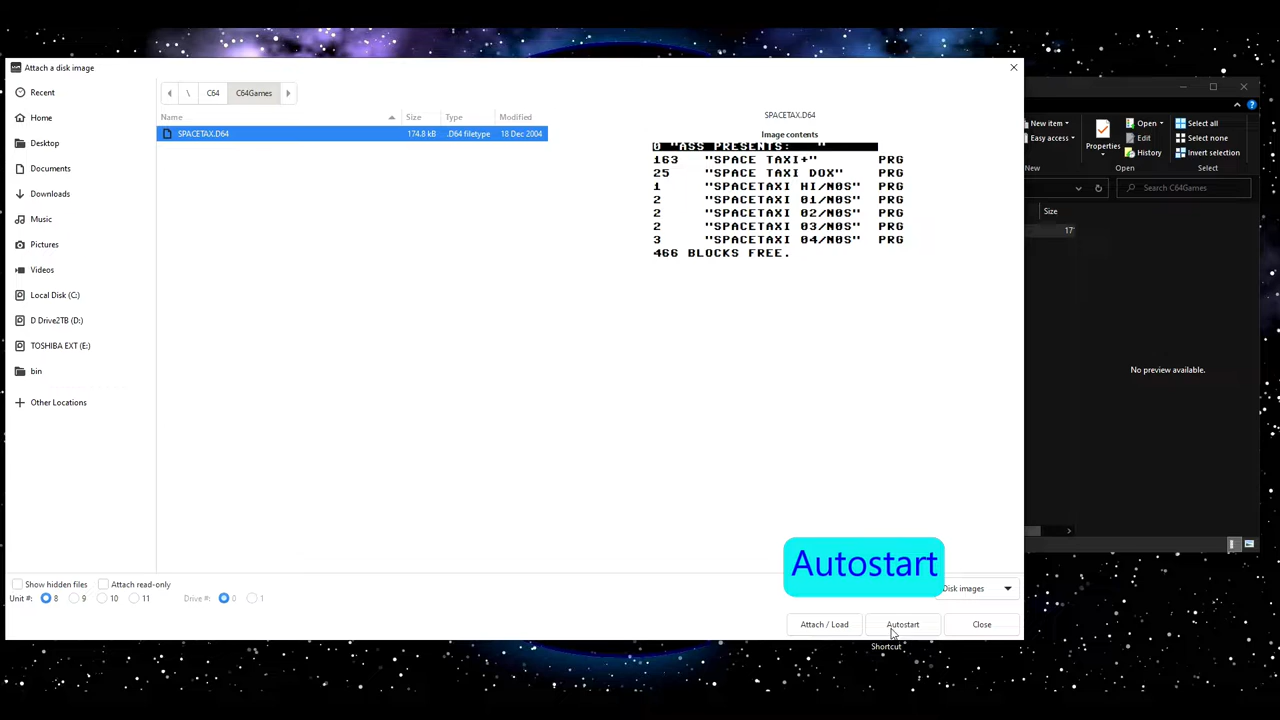 Attach a disk image
Recent
\ C64 C64Games
Home
Name Size Type Modified
SPACETAX.D64 174.8 kB .D64 filetype 18 Dec 2004
Desktop
Documents
Downloads
Music
Pictures
Videos
Local Disk (C:)
D Drive2TB (D:)
TOSHIBA EXT (E:)
bin
Other Locations
SPACETAX.D64
Image contents
0 "ASS PRESENTS: "
163 "SPACE TAXI+" PRG
25 "SPACE TAXI DOX" PRG
1 "SPACETAXI HI/N0S" PRG
2 "SPACETAXI 01/N0S" PRG
2 "SPACETAXI 02/N0S" PRG
2 "SPACETAXI 03/N0S" PRG
3 "SPACETAXI 04/N0S" PRG
466 BLOCKS FREE.
Autostart
Show hidden files Attach read-only
Disk images
Unit #: 8 9 10 11 Drive #: 0 1
Attach / Load Autostart Close
Shortcut
New item Open Select all
Easy access Edit Select none
Properties History Invert selection
New Open Select
Search C64Games
Size
17
No preview available.